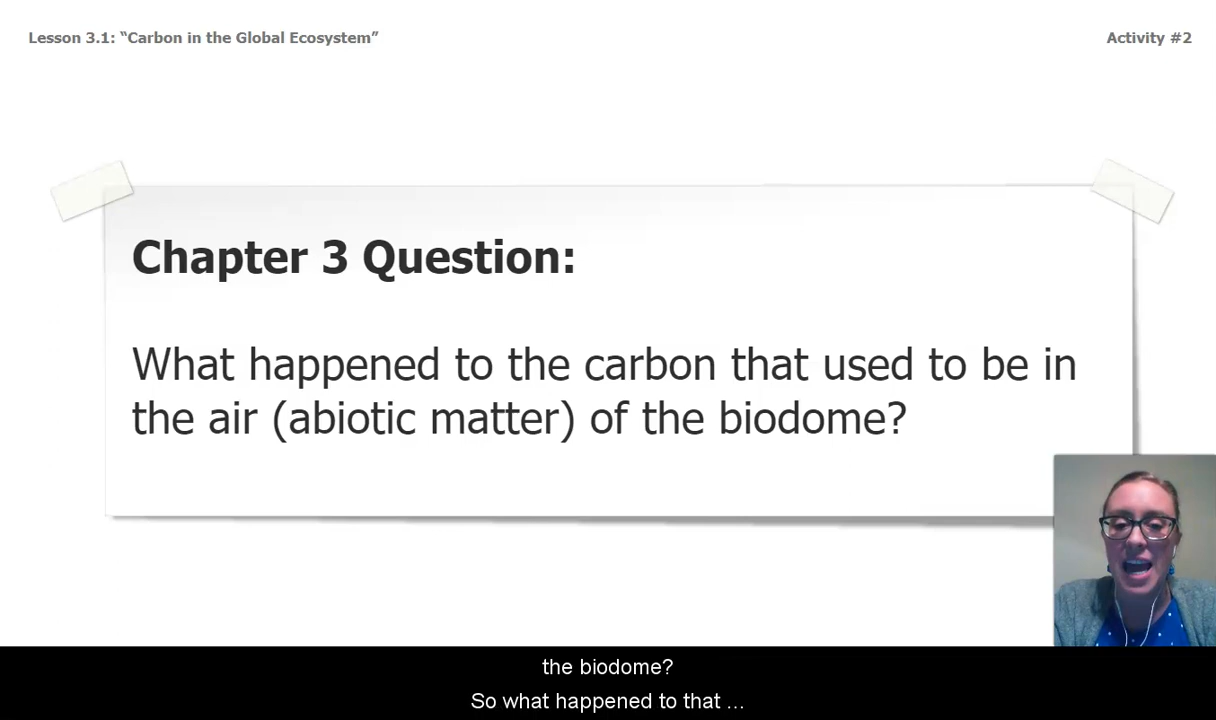 Lesson 3.1: “Carbon in the Global Ecosystem”
Activity #2
Chapter 3 Question:
What happened to the carbon that used to be in
the air (abiotic matter) of the biodome?
the biodome?
So what happened to that ...